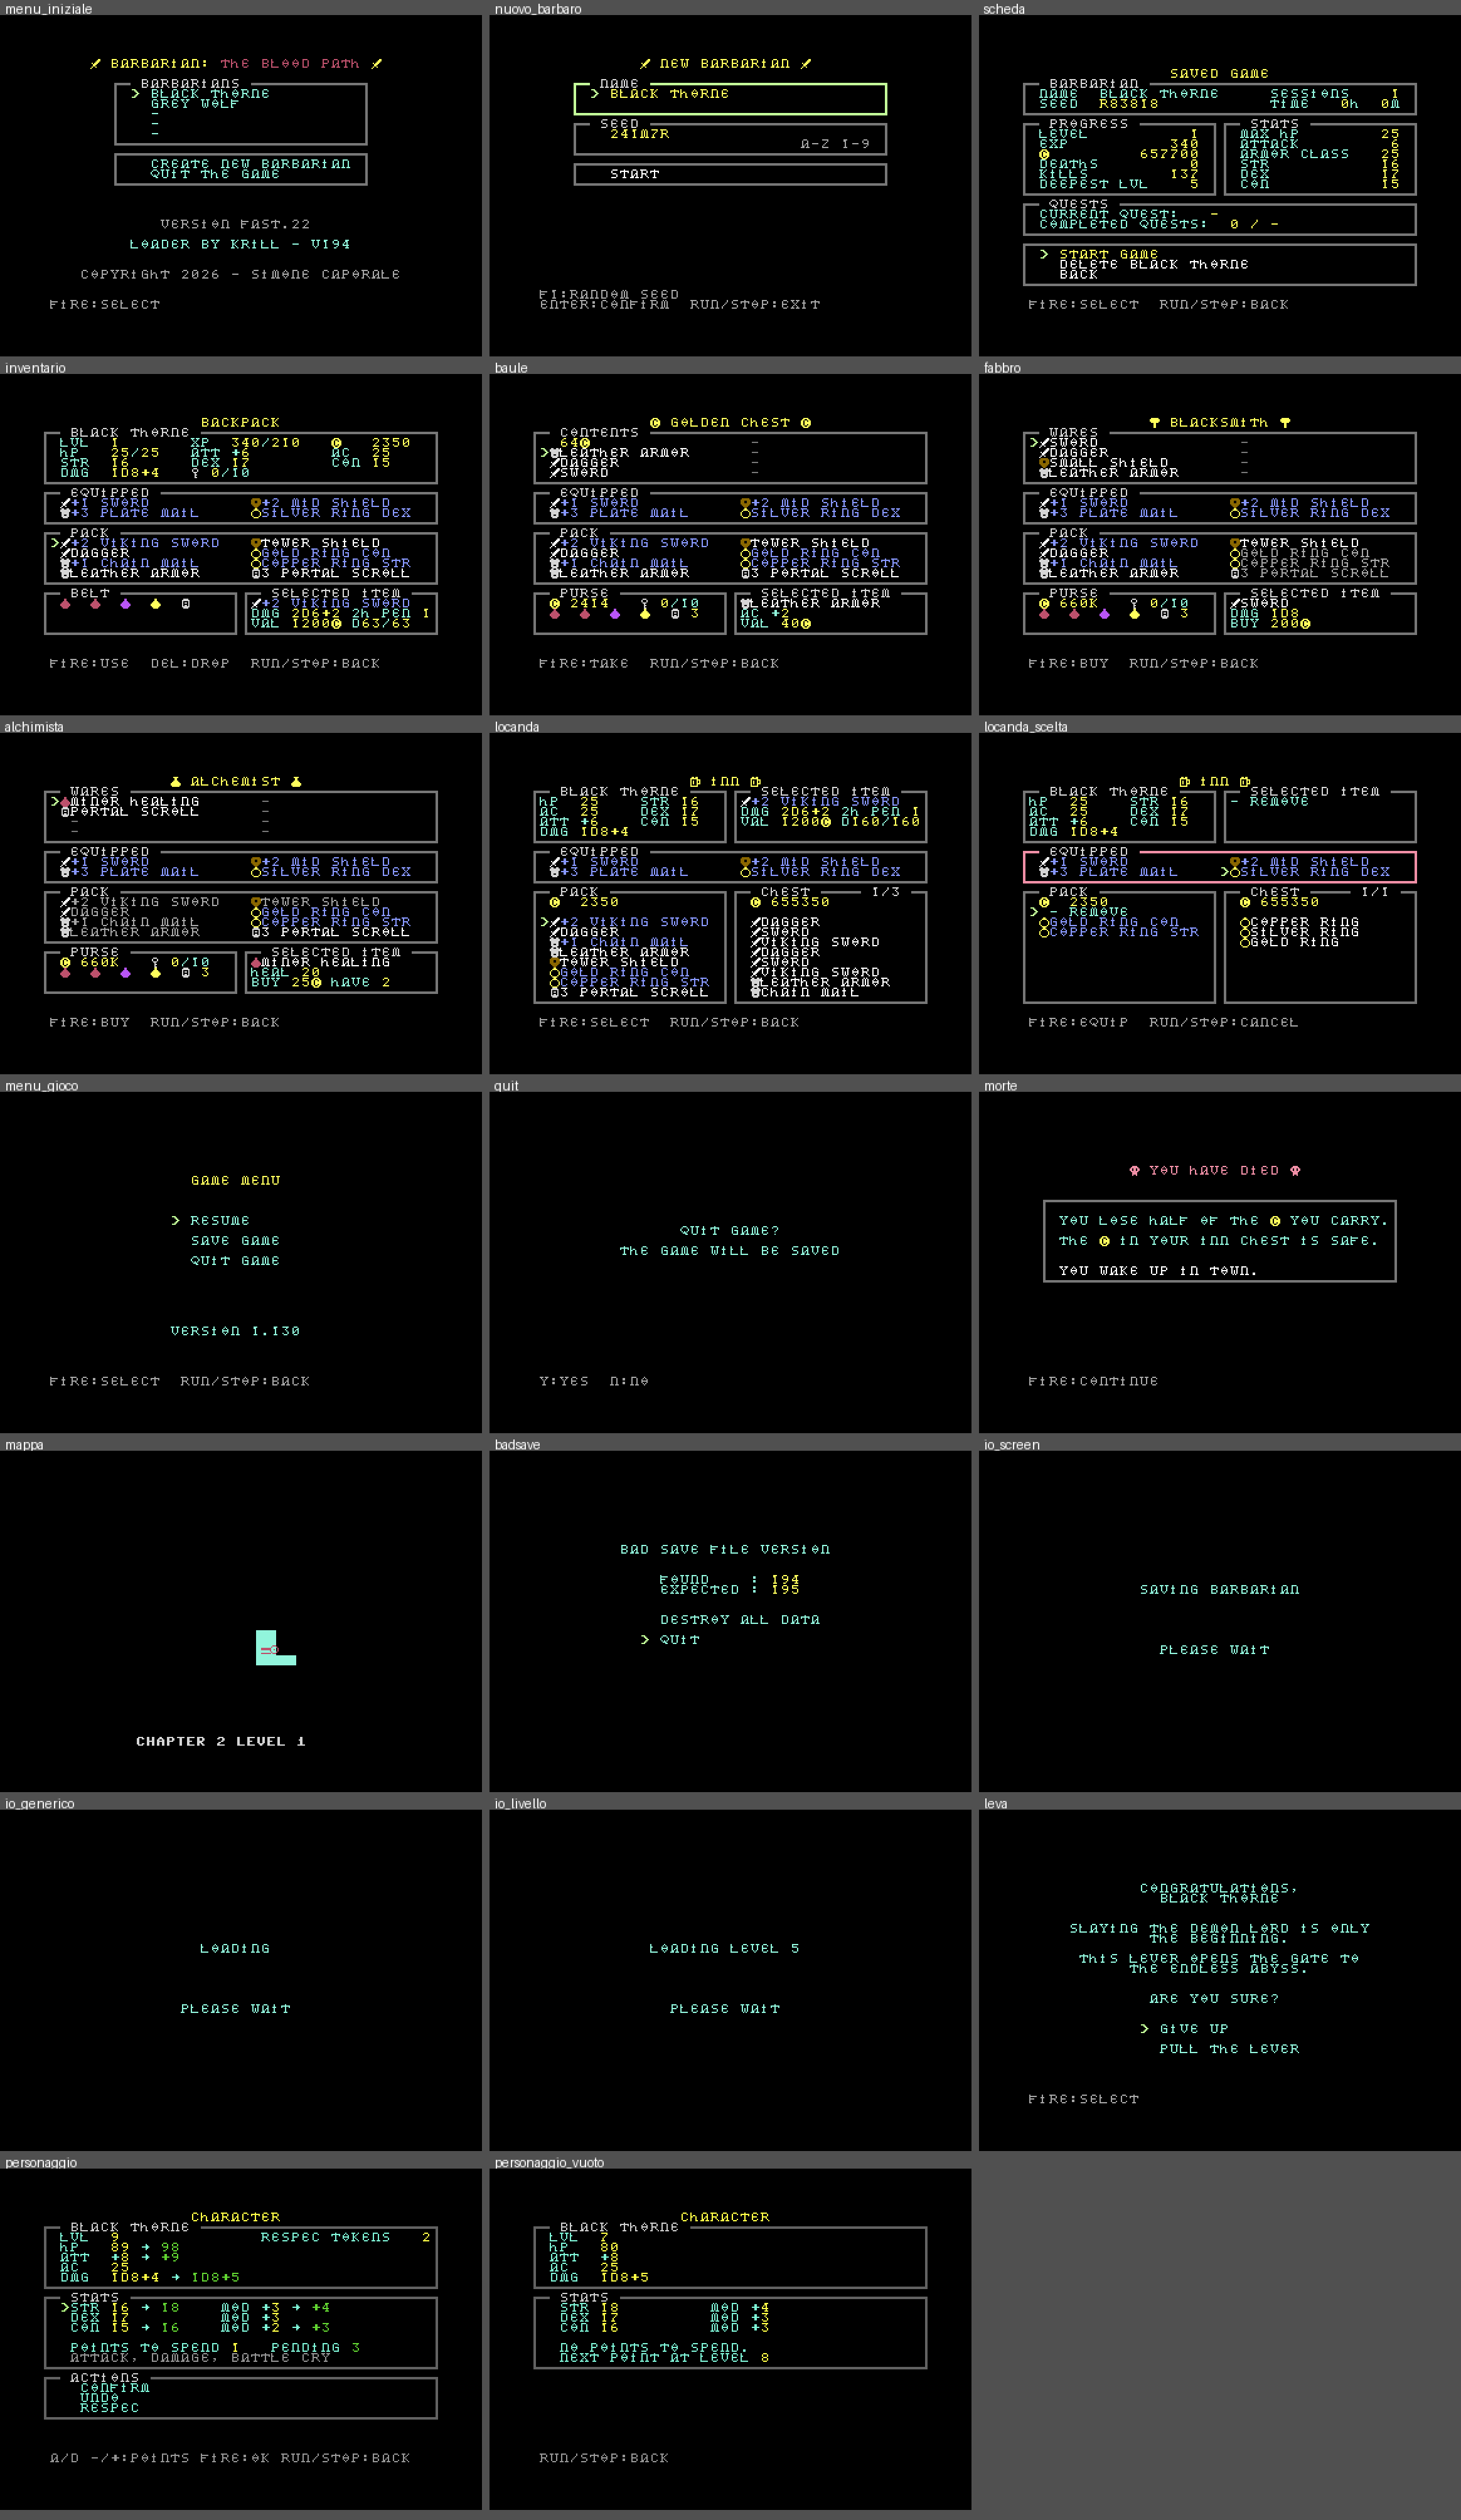 menu_iniziale
BARBARIAN: THE BLOOD PATH
BARBARIANS
> BLACK THORNE
GREY WOLF
-
-
-
CREATE NEW BARBARIAN
QUIT THE GAME
VERSION FAST.22
LOADER BY KRILL - V194
COPYRIGHT 2026 - SIMONE CAPORALE
FIRE:SELECT
nuovo_barbaro
NEW BARBARIAN
NAME
> BLACK THORNE
SEED
241M7R
A-Z 1-9
START
F1:RANDOM SEED
ENTER:CONFIRM RUN/STOP:EXIT
scheda
SAVED GAME
BARBARIAN
NAME BLACK THORNE SESSIONS 1
SEED R83818 TIME 0H 0M
PROGRESS
LEVEL 1
EXP 340
C 657700
DEATHS 0
KILLS 137
DEEPEST LVL 5
STATS
MAX HP 25
ATTACK 6
ARMOR CLASS 25
STR 16
DEX 17
CON 15
QUESTS
CURRENT QUEST: -
COMPLETED QUESTS: 0 / -
> START GAME
DELETE BLACK THORNE
BACK
FIRE:SELECT RUN/STOP:BACK
inventario
BACKPACK
BLACK THORNE
LVL 1 XP 340/210 C 2350
HP 25/25 ATT +6 AC 25
STR 16 DEX 17 CON 15
DMG 1D8+4 0/10
EQUIPPED
+1 SWORD +2 MID SHIELD
+3 PLATE MAIL SILVER RING DEX
PACK
>+2 VIKING SWORD TOWER SHIELD
DAGGER GOLD RING CON
+1 CHAIN MAIL COPPER RING STR
LEATHER ARMOR 3 PORTAL SCROLL
BELT
SELECTED ITEM
+2 VIKING SWORD
DMG 2D6+2 2H PEN 1
VAL 1200C D63/63
FIRE:USE DEL:DROP RUN/STOP:BACK
baule
C GOLDEN CHEST C
CONTENTS
64C -
>LEATHER ARMOR -
DAGGER -
SWORD -
EQUIPPED
+1 SWORD +2 MID SHIELD
+3 PLATE MAIL SILVER RING DEX
PACK
+2 VIKING SWORD TOWER SHIELD
DAGGER GOLD RING CON
+1 CHAIN MAIL COPPER RING STR
LEATHER ARMOR 3 PORTAL SCROLL
PURSE
C 2414 0/10
3
SELECTED ITEM
LEATHER ARMOR
AC +2
VAL 40C
FIRE:TAKE RUN/STOP:BACK
fabbro
BLACKSMITH
WARES
>SWORD -
DAGGER -
SMALL SHIELD -
LEATHER ARMOR -
EQUIPPED
+1 SWORD +2 MID SHIELD
+3 PLATE MAIL SILVER RING DEX
PACK
+2 VIKING SWORD TOWER SHIELD
DAGGER GOLD RING CON
+1 CHAIN MAIL COPPER RING STR
LEATHER ARMOR 3 PORTAL SCROLL
PURSE
C 660K 0/10
3
SELECTED ITEM
SWORD
DMG 1D8
BUY 200C
FIRE:BUY RUN/STOP:BACK
alchimista
ALCHEMIST
WARES
>MINOR HEALING -
PORTAL SCROLL -
- -
- -
EQUIPPED
+1 SWORD +2 MID SHIELD
+3 PLATE MAIL SILVER RING DEX
PACK
+2 VIKING SWORD TOWER SHIELD
DAGGER GOLD RING CON
+1 CHAIN MAIL COPPER RING STR
LEATHER ARMOR 3 PORTAL SCROLL
PURSE
C 660K 0/10
3
SELECTED ITEM
MINOR HEALING
HEAL 20
BUY 25C HAVE 2
FIRE:BUY RUN/STOP:BACK
locanda
INN
BLACK THORNE
HP 25 STR 16
AC 25 DEX 17
ATT +6 CON 15
DMG 1D8+4
SELECTED ITEM
+2 VIKING SWORD
DMG 2D6+2 2H PEN 1
VAL 1200C D160/160
EQUIPPED
+1 SWORD +2 MID SHIELD
+3 PLATE MAIL SILVER RING DEX
PACK
C 2350
>+2 VIKING SWORD
DAGGER
+1 CHAIN MAIL
LEATHER ARMOR
TOWER SHIELD
GOLD RING CON
COPPER RING STR
3 PORTAL SCROLL
CHEST 1/3
C 655350
DAGGER
SWORD
VIKING SWORD
DAGGER
SWORD
VIKING SWORD
LEATHER ARMOR
CHAIN MAIL
FIRE:SELECT RUN/STOP:BACK
locanda_scelta
INN
BLACK THORNE
HP 25 STR 16
AC 25 DEX 17
ATT +6 CON 15
DMG 1D8+4
SELECTED ITEM
- REMOVE
EQUIPPED
+1 SWORD +2 MID SHIELD
+3 PLATE MAIL >SILVER RING DEX
PACK
C 2350
> - REMOVE
GOLD RING CON
COPPER RING STR
CHEST 1/1
C 655350
COPPER RING
SILVER RING
GOLD RING
FIRE:EQUIP RUN/STOP:CANCEL
menu_gioco
GAME MENU
> RESUME
SAVE GAME
QUIT GAME
VERSION 1.130
FIRE:SELECT RUN/STOP:BACK
quit
QUIT GAME?
THE GAME WILL BE SAVED
Y:YES N:NO
morte
YOU HAVE DIED
YOU LOSE HALF OF THE C YOU CARRY.
THE C IN YOUR INN CHEST IS SAFE.
YOU WAKE UP IN TOWN.
FIRE:CONTINUE
mappa
CHAPTER 2 LEVEL 1
badsave
BAD SAVE FILE VERSION
FOUND : 194
EXPECTED : 195
DESTROY ALL DATA
> QUIT
io_screen
SAVING BARBARIAN
PLEASE WAIT
io_generico
LOADING
PLEASE WAIT
io_livello
LOADING LEVEL 5
PLEASE WAIT
leva
CONGRATULATIONS,
BLACK THORNE
SLAYING THE DEMON LORD IS ONLY
THE BEGINNING.
THIS LEVER OPENS THE GATE TO
THE ENDLESS ABYSS.
ARE YOU SURE?
> GIVE UP
PULL THE LEVER
FIRE:SELECT
personaggio
CHARACTER
BLACK THORNE
LVL 9 RESPEC TOKENS 2
HP 89 → 98
ATT +8 → +9
AC 25
DMG 1D8+4 → 1D8+5
STATS
>STR 16 → 18 MOD +3 → +4
DEX 17 MOD +3
CON 15 → 16 MOD +2 → +3
POINTS TO SPEND 1 PENDING 3
ATTACK, DAMAGE, BATTLE CRY
ACTIONS
CONFIRM
UNDO
RESPEC
A/D -/+:POINTS FIRE:OK RUN/STOP:BACK
personaggio_vuoto
CHARACTER
BLACK THORNE
LVL 7
HP 80
ATT +8
AC 25
DMG 1D8+5
STATS
STR 18 MOD +4
DEX 17 MOD +3
CON 16 MOD +3
NO POINTS TO SPEND.
NEXT POINT AT LEVEL 8
RUN/STOP:BACK